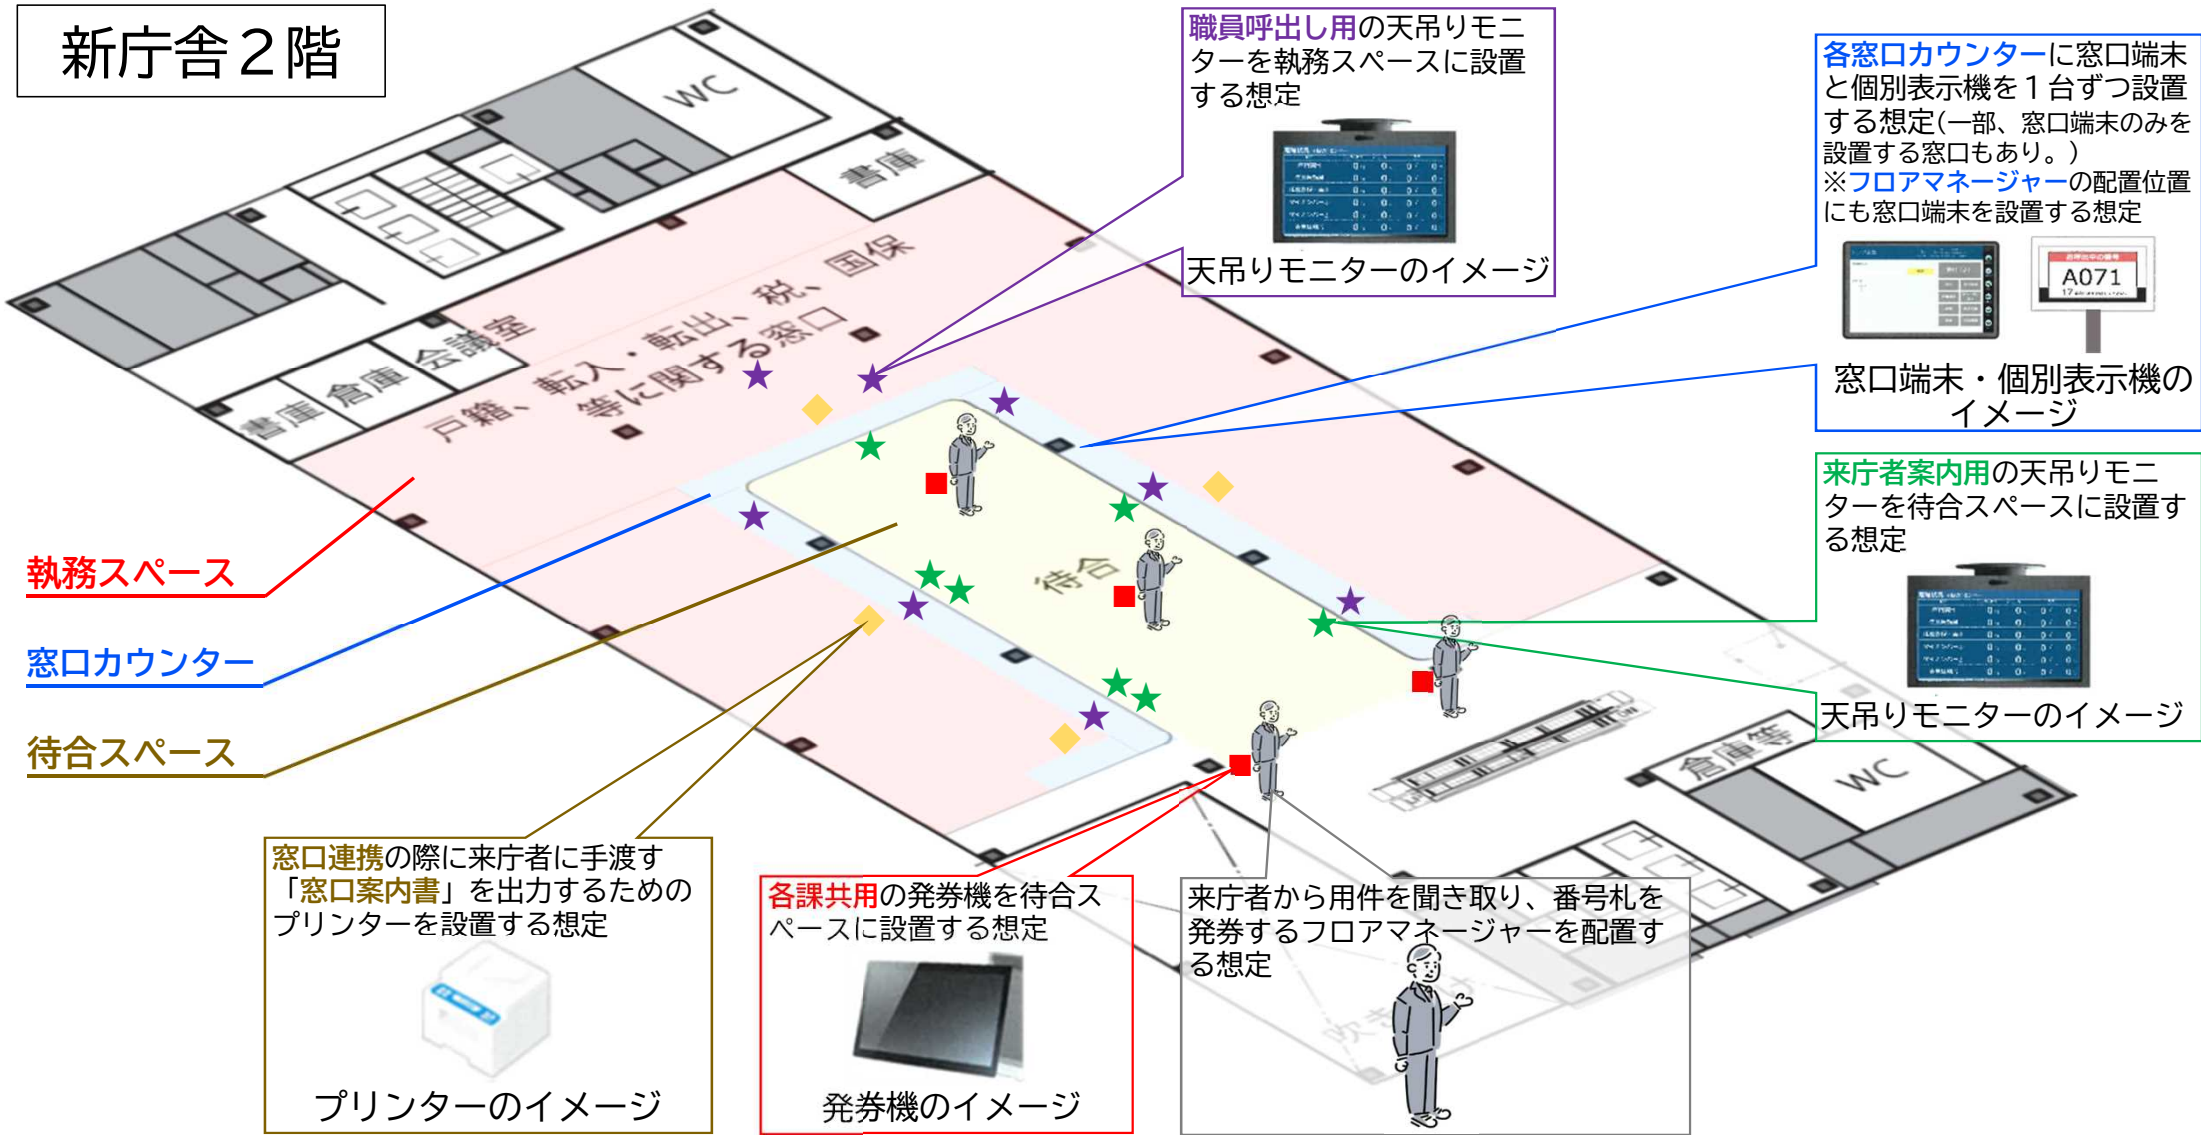 新庁舎２階
職員呼出し用の天吊りモニ
ターを執務スペースに設置
する想定
天吊りモニターのイメージ
各窓口カウンターに窓口端末
と個別表示機を１台ずつ設置
する想定(一部、窓口端末のみを
設置する窓口もあり。)
※フロアマネージャーの配置位置
にも窓口端末を設置する想定
A071
窓口端末・個別表示機の
イメージ
来庁者案内用の天吊りモニ
ターを待合スペースに設置す
る想定
天吊りモニターのイメージ
WC
書庫
戸籍、転入・転出、税、国保
等に関する窓口
会議室
倉庫
書庫
待合
執務スペース
窓口カウンター
待合スペース
倉庫等
WC
窓口連携の際に来庁者に手渡す
「窓口案内書」を出力するための
プリンターを設置する想定
プリンターのイメージ
各課共用の発券機を待合ス
ペースに設置する想定
発券機のイメージ
来庁者から用件を聞き取り、番号札を
発券するフロアマネージャーを配置す
る想定